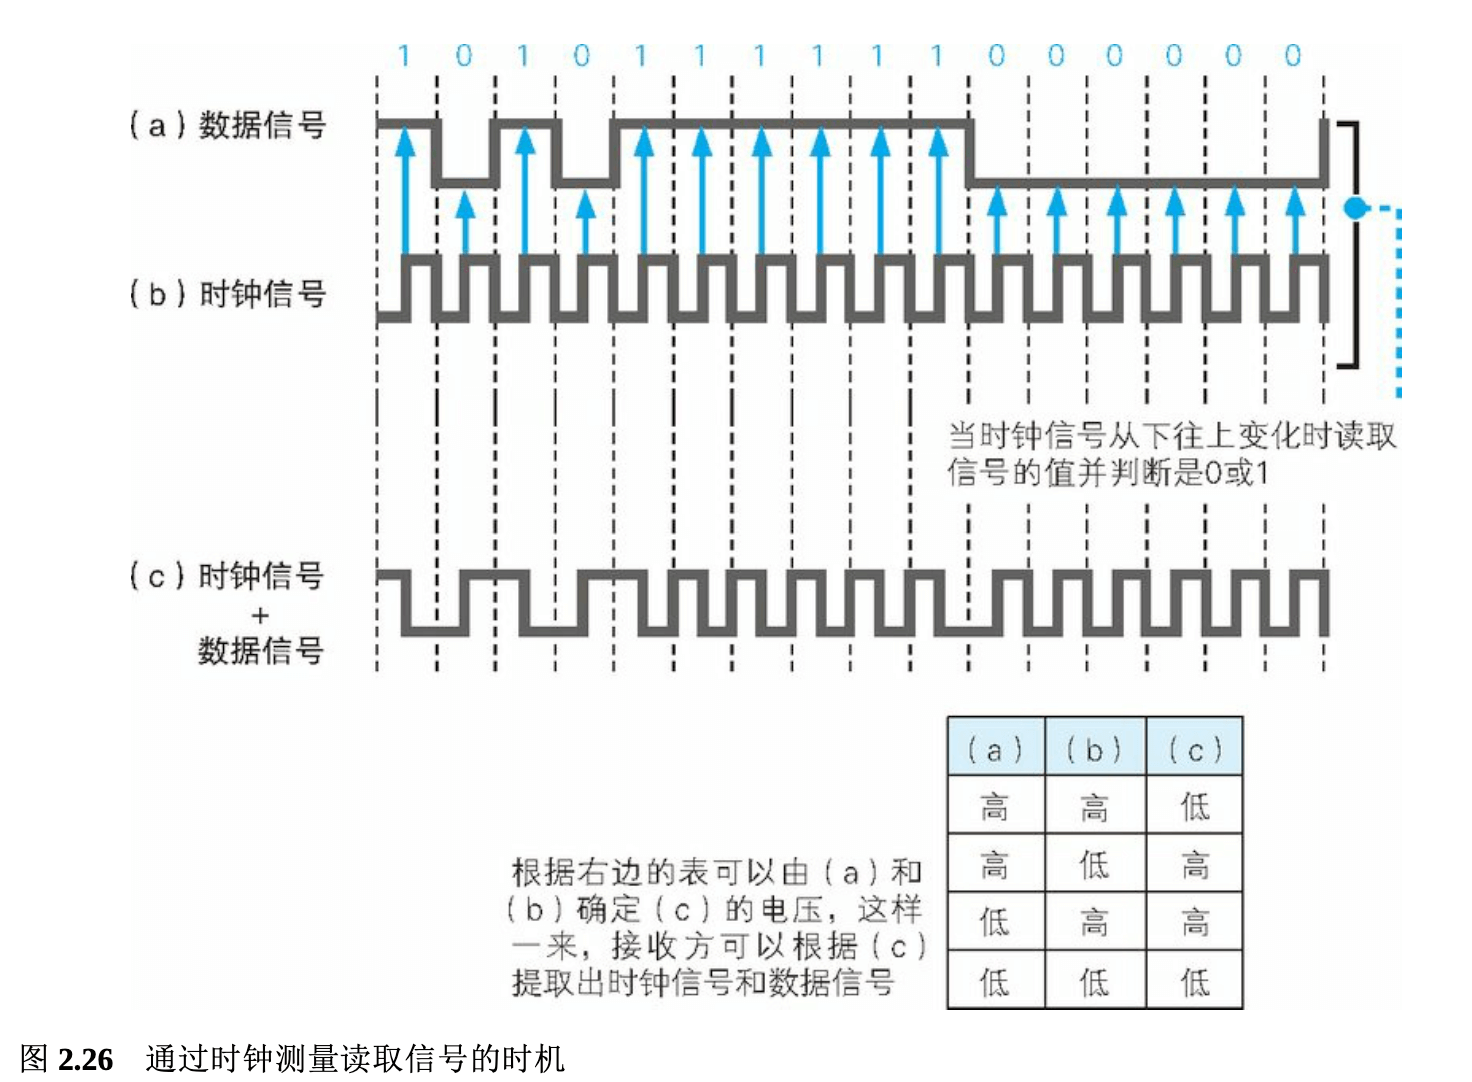 1 0 1 0 1 1 1 1 1 1 0 0 0 0 0 0
(a)数据信号
(b)时钟信号
当时钟信号从下往上变化时读取
信号的值并判断是0或1
(c)时钟信号
+
数据信号
(a) (b) (c)
高 高 低
高 低 高
低 高 高
低 低 低
根据右边的表可以由(a)和
(b)确定(c)的电压,这样
一来,接收方可以根据(c)
提取出时钟信号和数据信号
图 2.26 通过时钟测量读取信号的时机